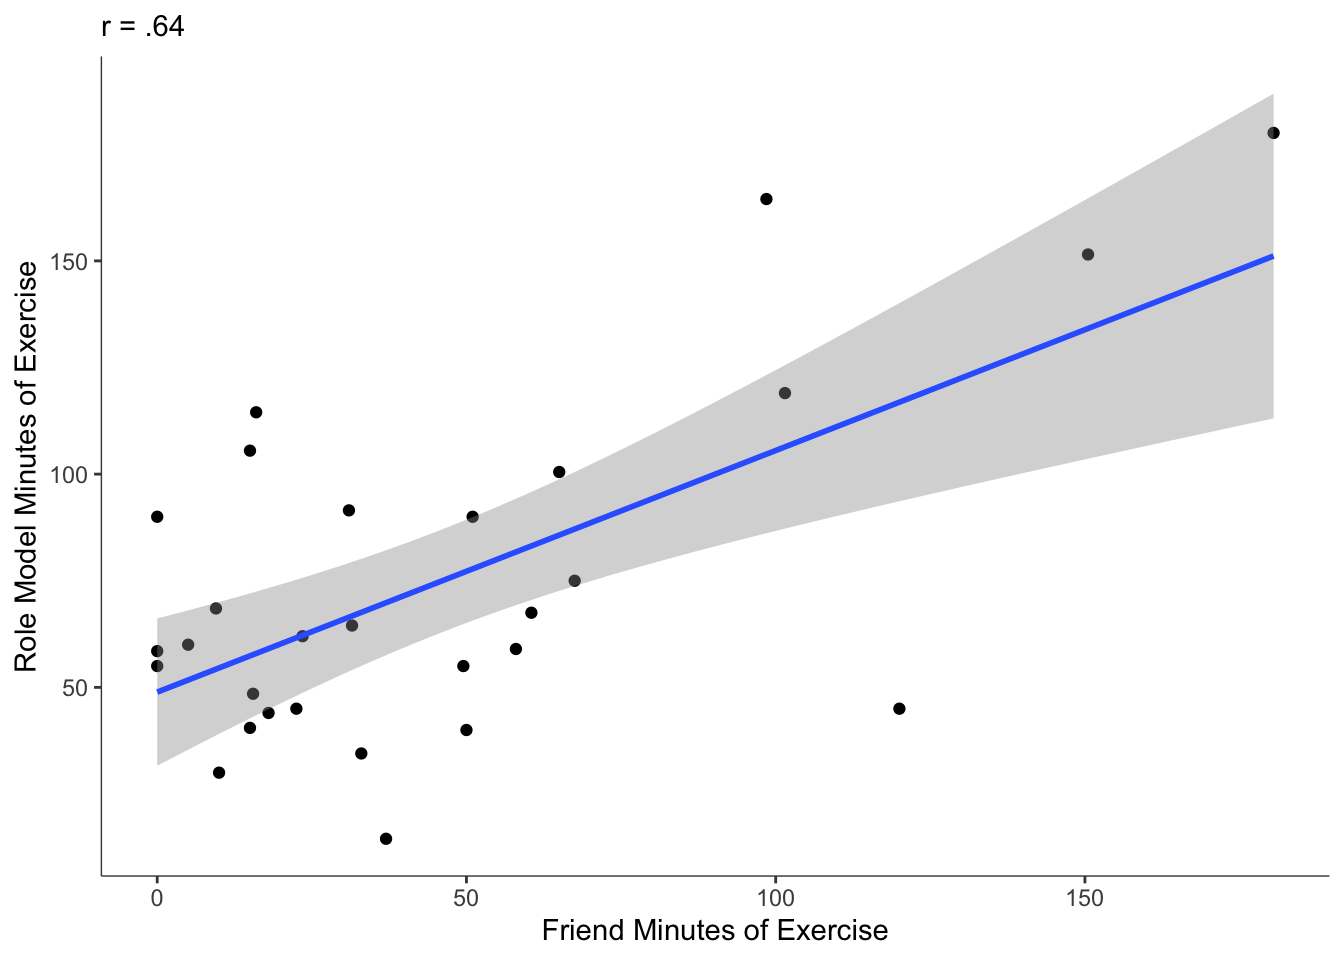 r = .64
Role Model Minutes of Exercise
150
100
50
0 50 100 150
Friend Minutes of Exercise